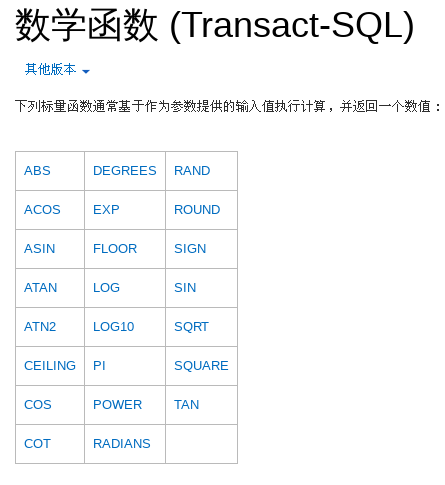 数学函数 (Transact-SQL)
其他版本
下列标量函数通常基于作为参数提供的输入值执行计算，并返回一个数值：
ABS DEGREES RAND
ACOS EXP ROUND
ASIN FLOOR SIGN
ATAN LOG SIN
ATN2 LOG10 SQRT
CEILING PI SQUARE
COS POWER TAN
COT RADIANS